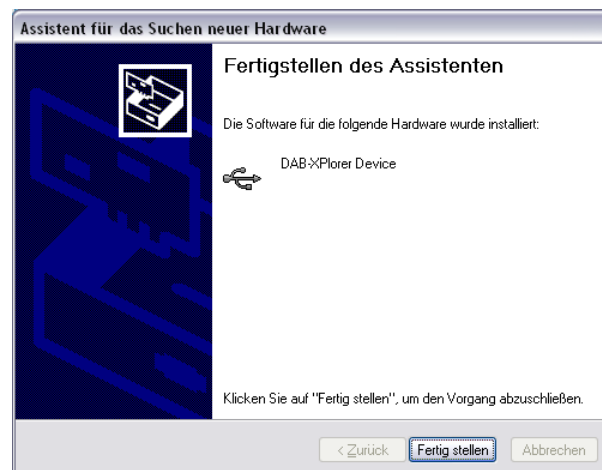 Assistent für das Suchen neuer Hardware
Fertigstellen des Assistenten
Die Software für die folgende Hardware wurde installiert:
DAB-XPlorer Device
Klicken Sie auf "Fertig stellen", um den Vorgang abzuschließen.
< Zurück
Fertig stellen
Abbrechen